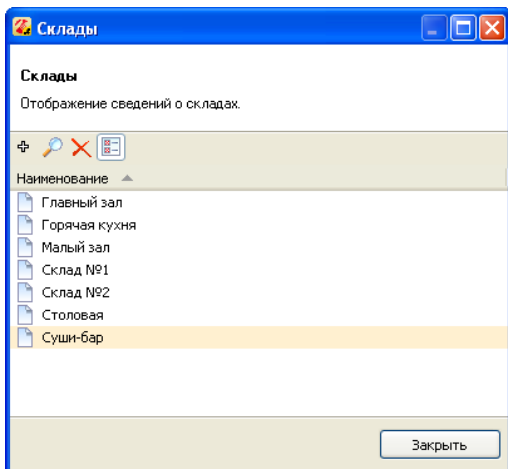 Склады
Склады
Отображение сведений о складах.
Наименование
Главный зал
Горячая кухня
Малый зал
Склад №1
Склад №2
Столовая
Суши-бар
Закрыть